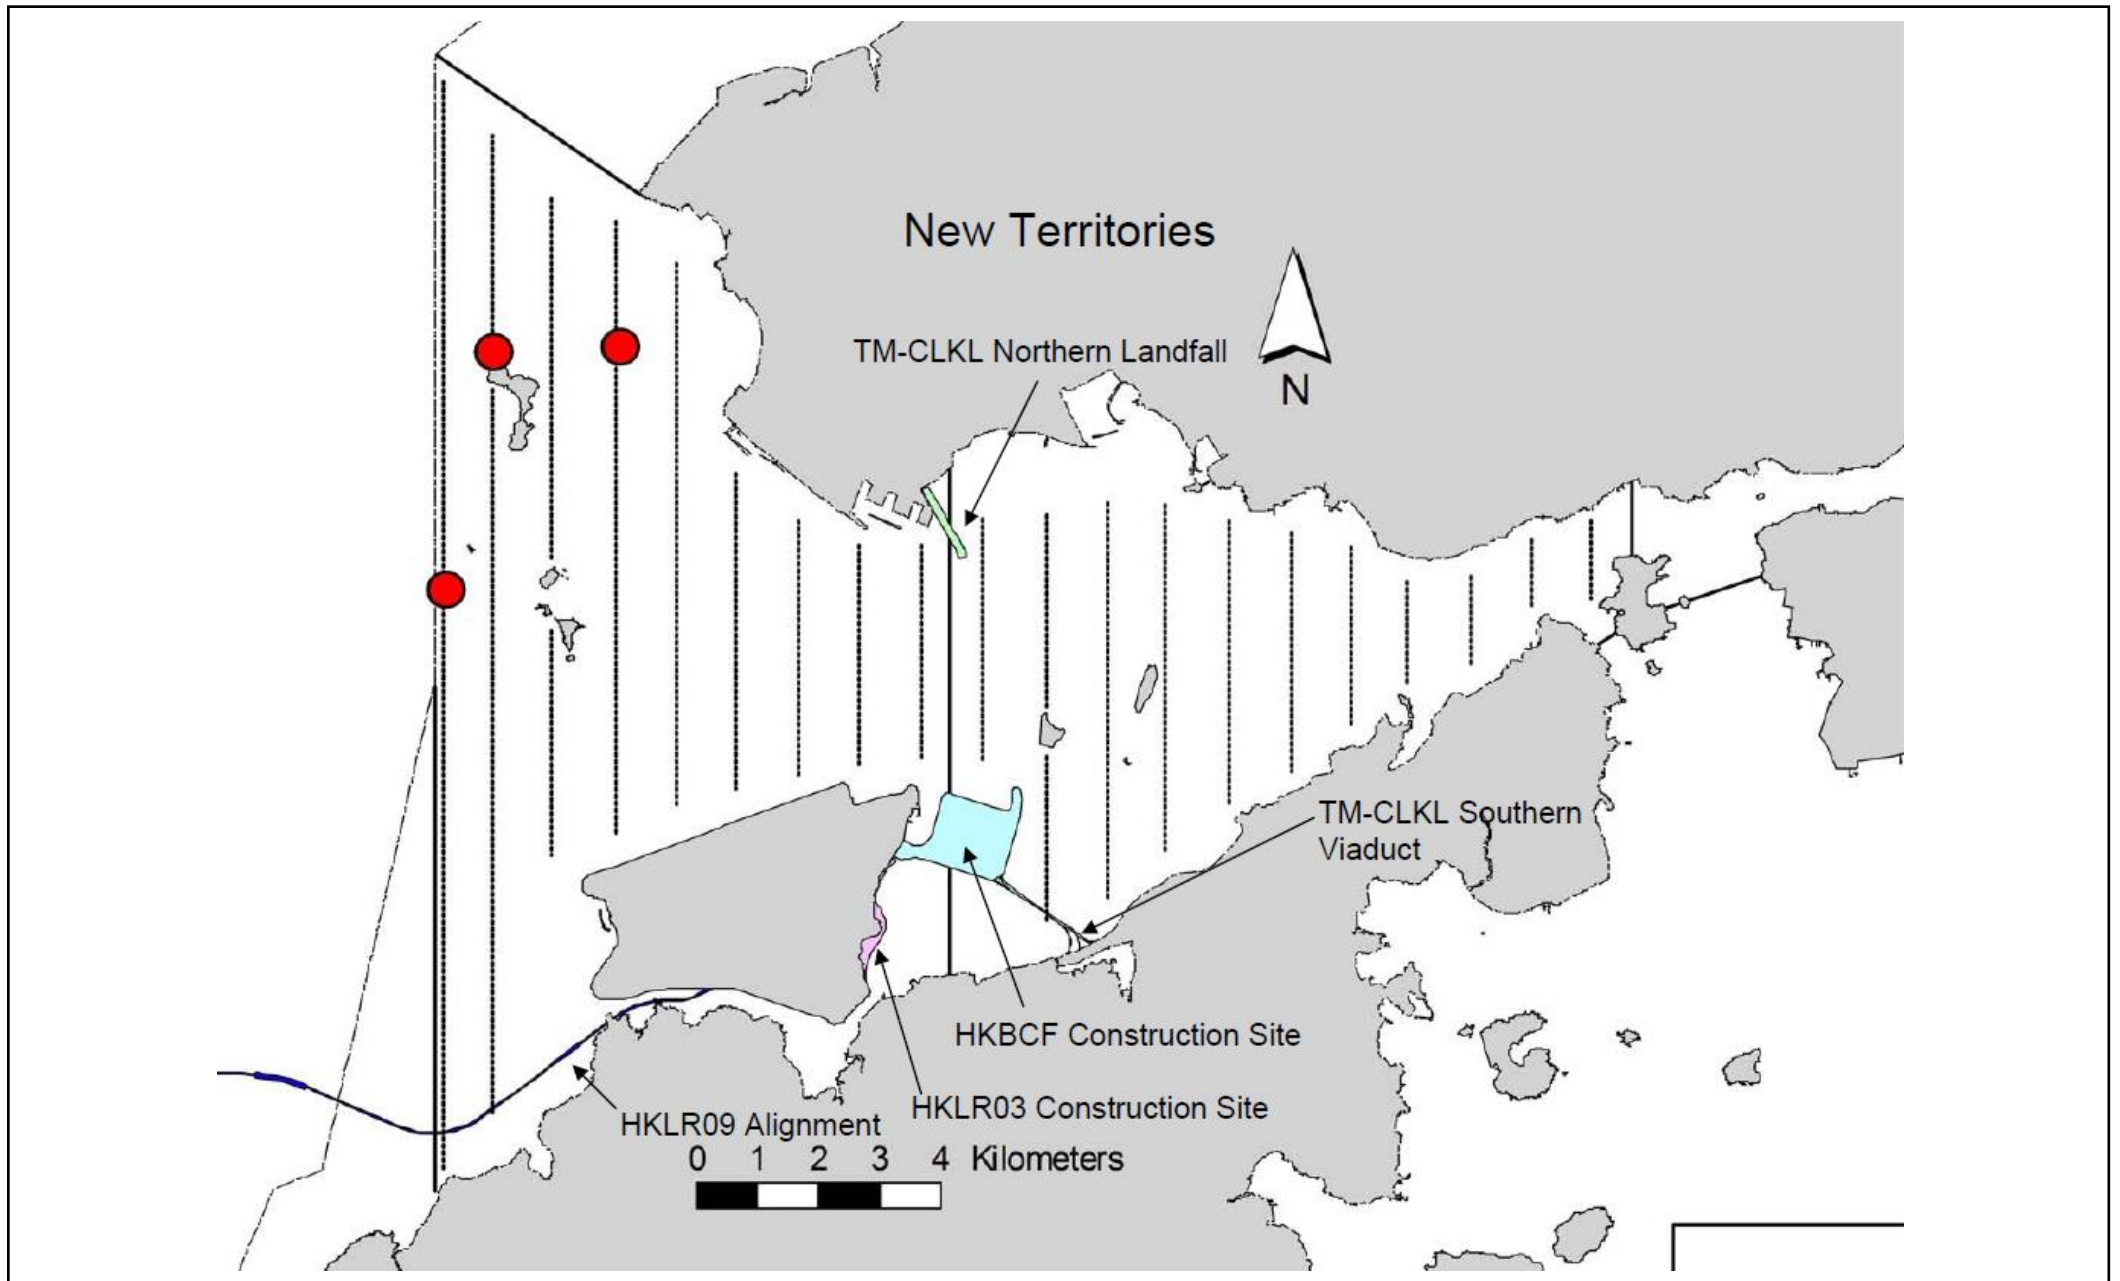 New Territories
TM-CLKL Northern Landfall
N
TM-CLKL Southern
Viaduct
HKBCF Construction Site
HKLR03 Construction Site
HKLR09 Alignment
0 1 2 3 4 Kilometers